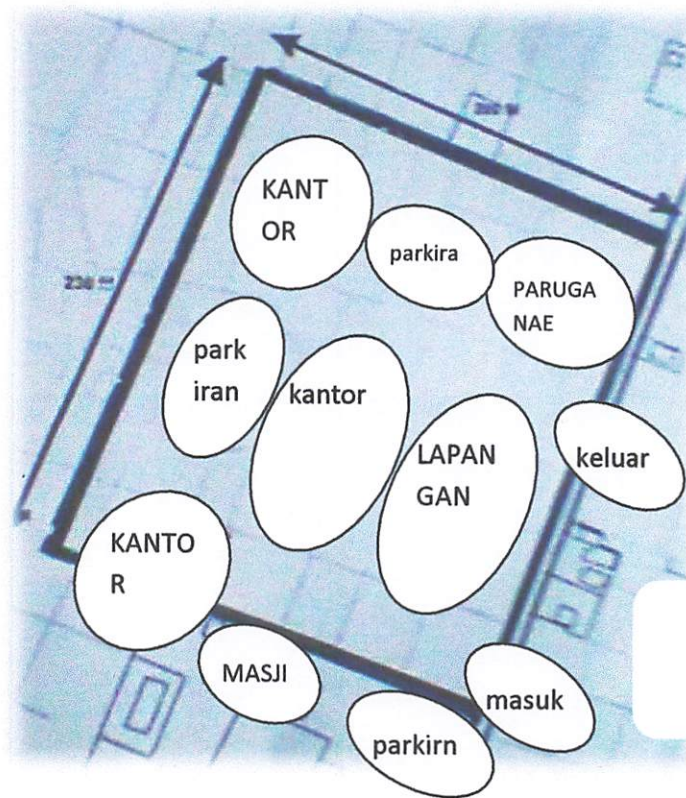 KANT
OR
parkira
PARUGA
NAE
park
iran
kantor
LAPAN
GAN
keluar
KANTO
R
MASJI
masuk
parkirn